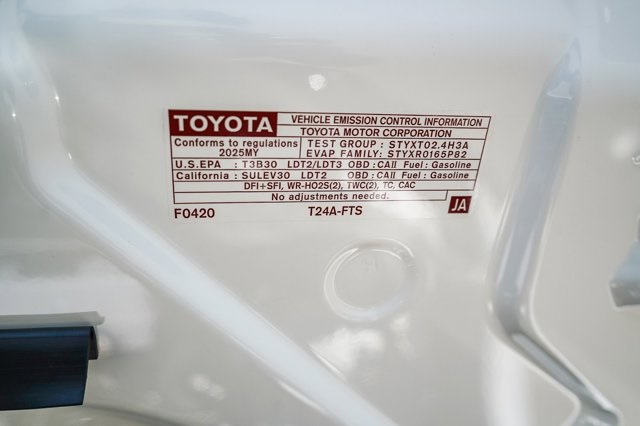 TOYOTA VEHICLE EMISSION CONTROL INFORMATION
TOYOTA MOTOR CORPORATION
Conforms to regulations TEST GROUP : STYXT02.4H3A
2025MY EVAP FAMILY: STYXR0165P82
U.S.EPA : T3B30 LDT2/LDT3 OBD :CAII Fuel : Gasoline
California : SULEV30 LDT2 OBD :CAII Fuel : Gasoline
DFI+SFI, WR-HO2S(2), TWC(2), TC, CAC
No adjustments needed. JA
F0420 T24A-FTS